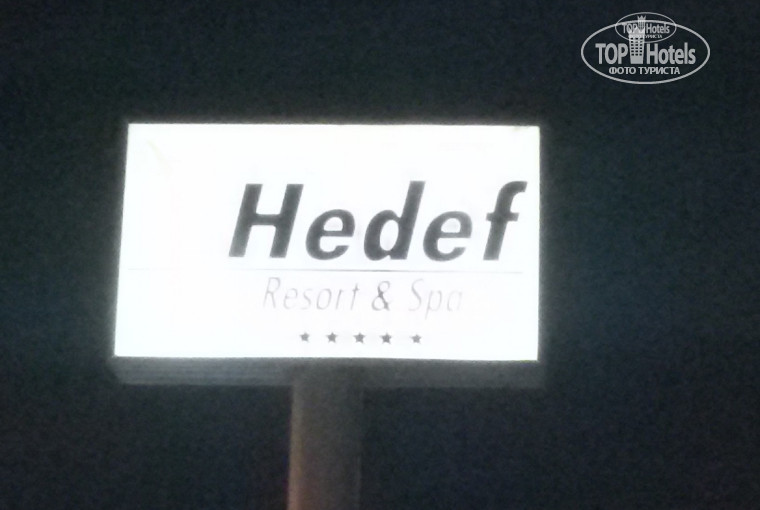 TOP Hotels
ФОТО ТУРИСТА
Hedef
Resort & Spa
★★★★★